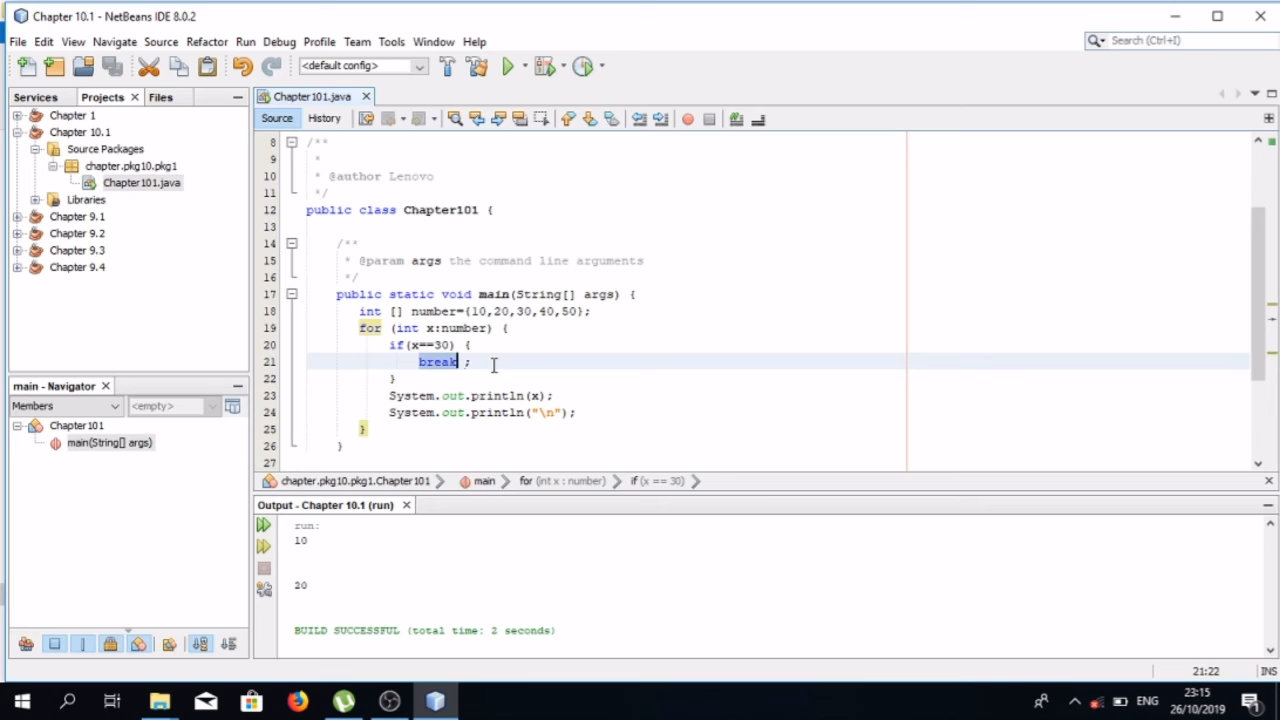 Chapter 10.1 - NetBeans IDE 8.0.2
File Edit View Navigate Source Refactor Run Debug Profile Team Tools Window Help
Search (Ctrl+I)
<default config>
Services Projects Files
Chapter101.java
Source History
Chapter 1
Chapter 10.1
Source Packages
chapter.pkg10.pkg1
Chapter101.java
Libraries
Chapter 9.1
Chapter 9.2
Chapter 9.3
Chapter 9.4
8 /**
9 *
10 * @author Lenovo
11 */
12 public class Chapter101 {
13
14 /**
15 * @param args the command line arguments
16 */
17 public static void main(String[] args) {
18 int [] number={10,20,30,40,50};
19 for (int x:number) {
20 if(x==30) {
21 break ;
22 }
23 System.out.println(x);
24 System.out.println("\n");
25 }
26 }
27
main - Navigator
Members <empty>
Chapter101
main(String[] args)
chapter.pkg10.pkg1.Chapter101 main for (int x : number) if (x == 30)
Output - Chapter 10.1 (run)
run:
10
20
BUILD SUCCESSFUL (total time: 2 seconds)
21:22 INS
ENG
23:15
26/10/2019
1